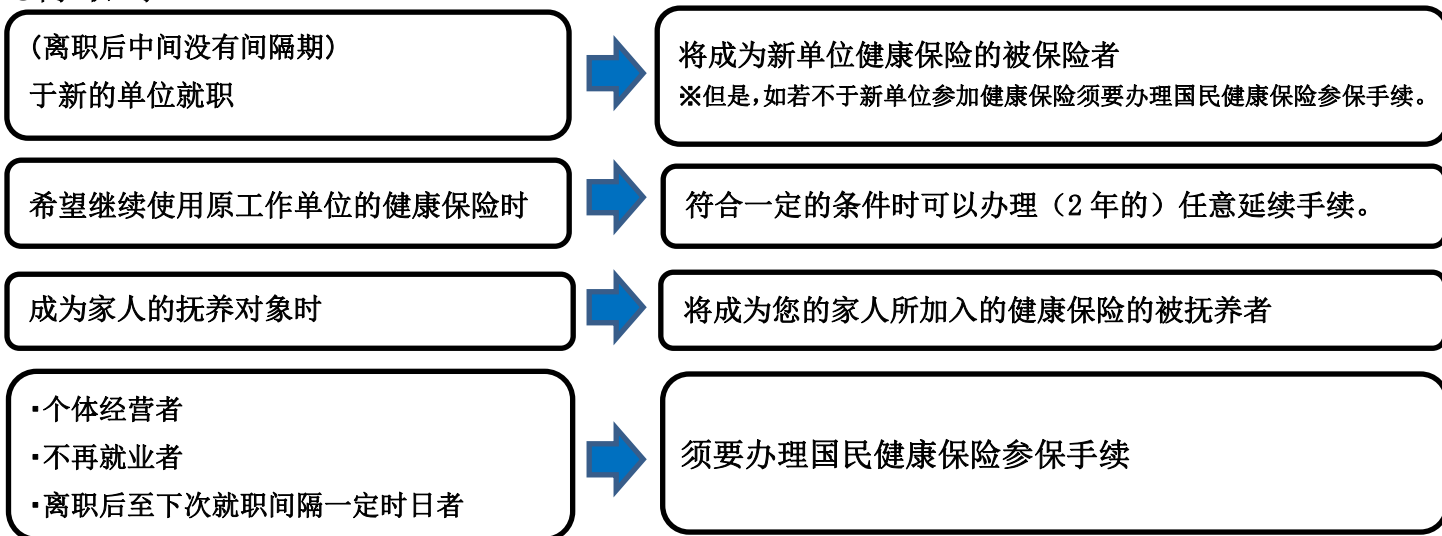 (离职后中间没有间隔期)
于新的单位就职
将成为新单位健康保险的被保险者
※但是，如若不于新单位参加健康保险须要办理国民健康保险参保手续。
希望继续使用原工作单位的健康保险时
符合一定的条件时可以办理（2年的）任意延续手续。
成为家人的抚养对象时
将成为您的家人所加入的健康保险的被抚养者
▪个体经营者
▪不再就业者
▪离职后至下次就职间隔一定时日者
须要办理国民健康保险参保手续